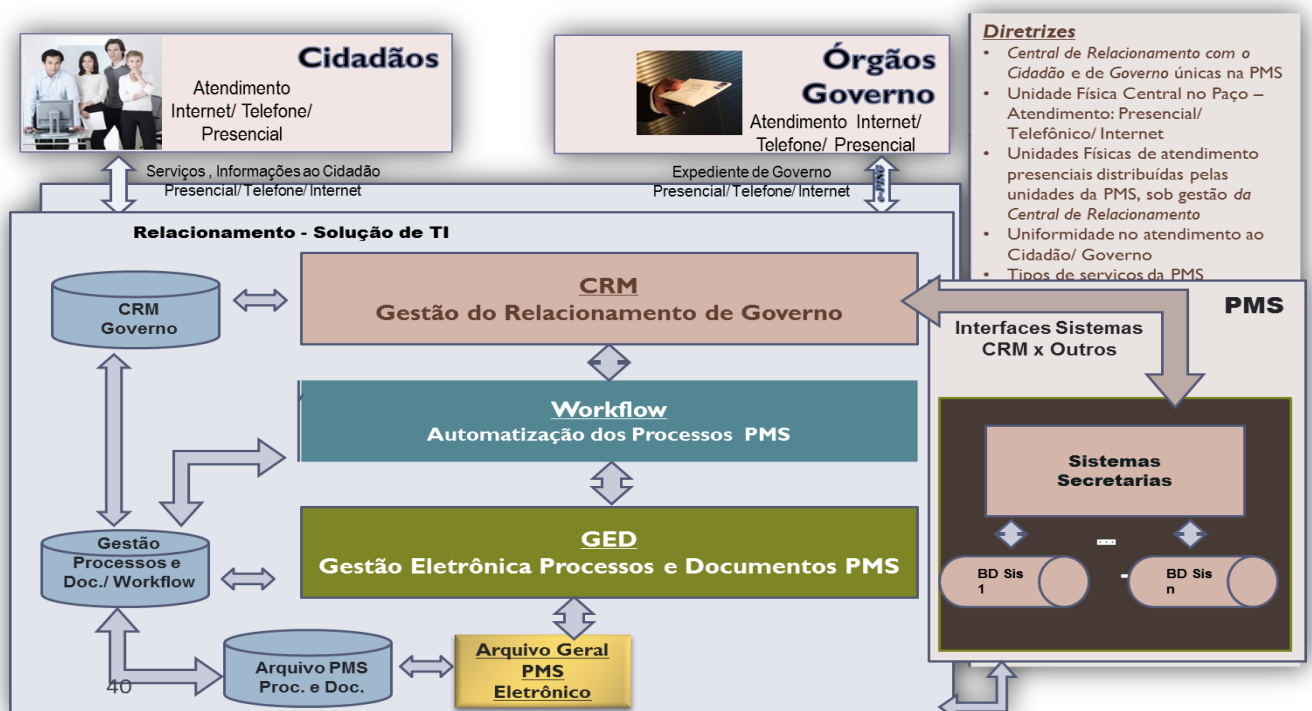 Cidadãos
Atendimento
Internet/ Telefone/
Presencial
Órgãos
Governo
Atendimento Internet/
Telefone/ Presencial
Diretrizes
• Central de Relacionamento com o
Cidadão e de Governo únicas na PMS
• Unidade Física Central no Paço –
Atendimento: Presencial/
Telefônico/ Internet
• Unidades Físicas de atendimento
presenciais distribuídas pelas
unidades da PMS, sob gestão da
Central de Relacionamento
• Uniformidade no atendimento ao
Cidadão/ Governo
• Tipos de serviços da PMS
Serviços , Informações ao Cidadão
Presencial/ Telefone/ Internet
Expediente de Governo
Presencial/ Telefone/ Internet
e-PING
Relacionamento - Solução de TI
CRM
Governo
CRM
Gestão do Relacionamento de Governo
PMS
Interfaces Sistemas
CRM x Outros
Workflow
Automatização dos Processos PMS
Sistemas
Secretarias
...
BD Sis
1
BD Sis
n
Gestão
Processos e
Doc./ Workflow
GED
Gestão Eletrônica Processos e Documentos PMS
Arquivo PMS
Proc. e Doc.
Arquivo Geral
PMS
Eletrônico
40